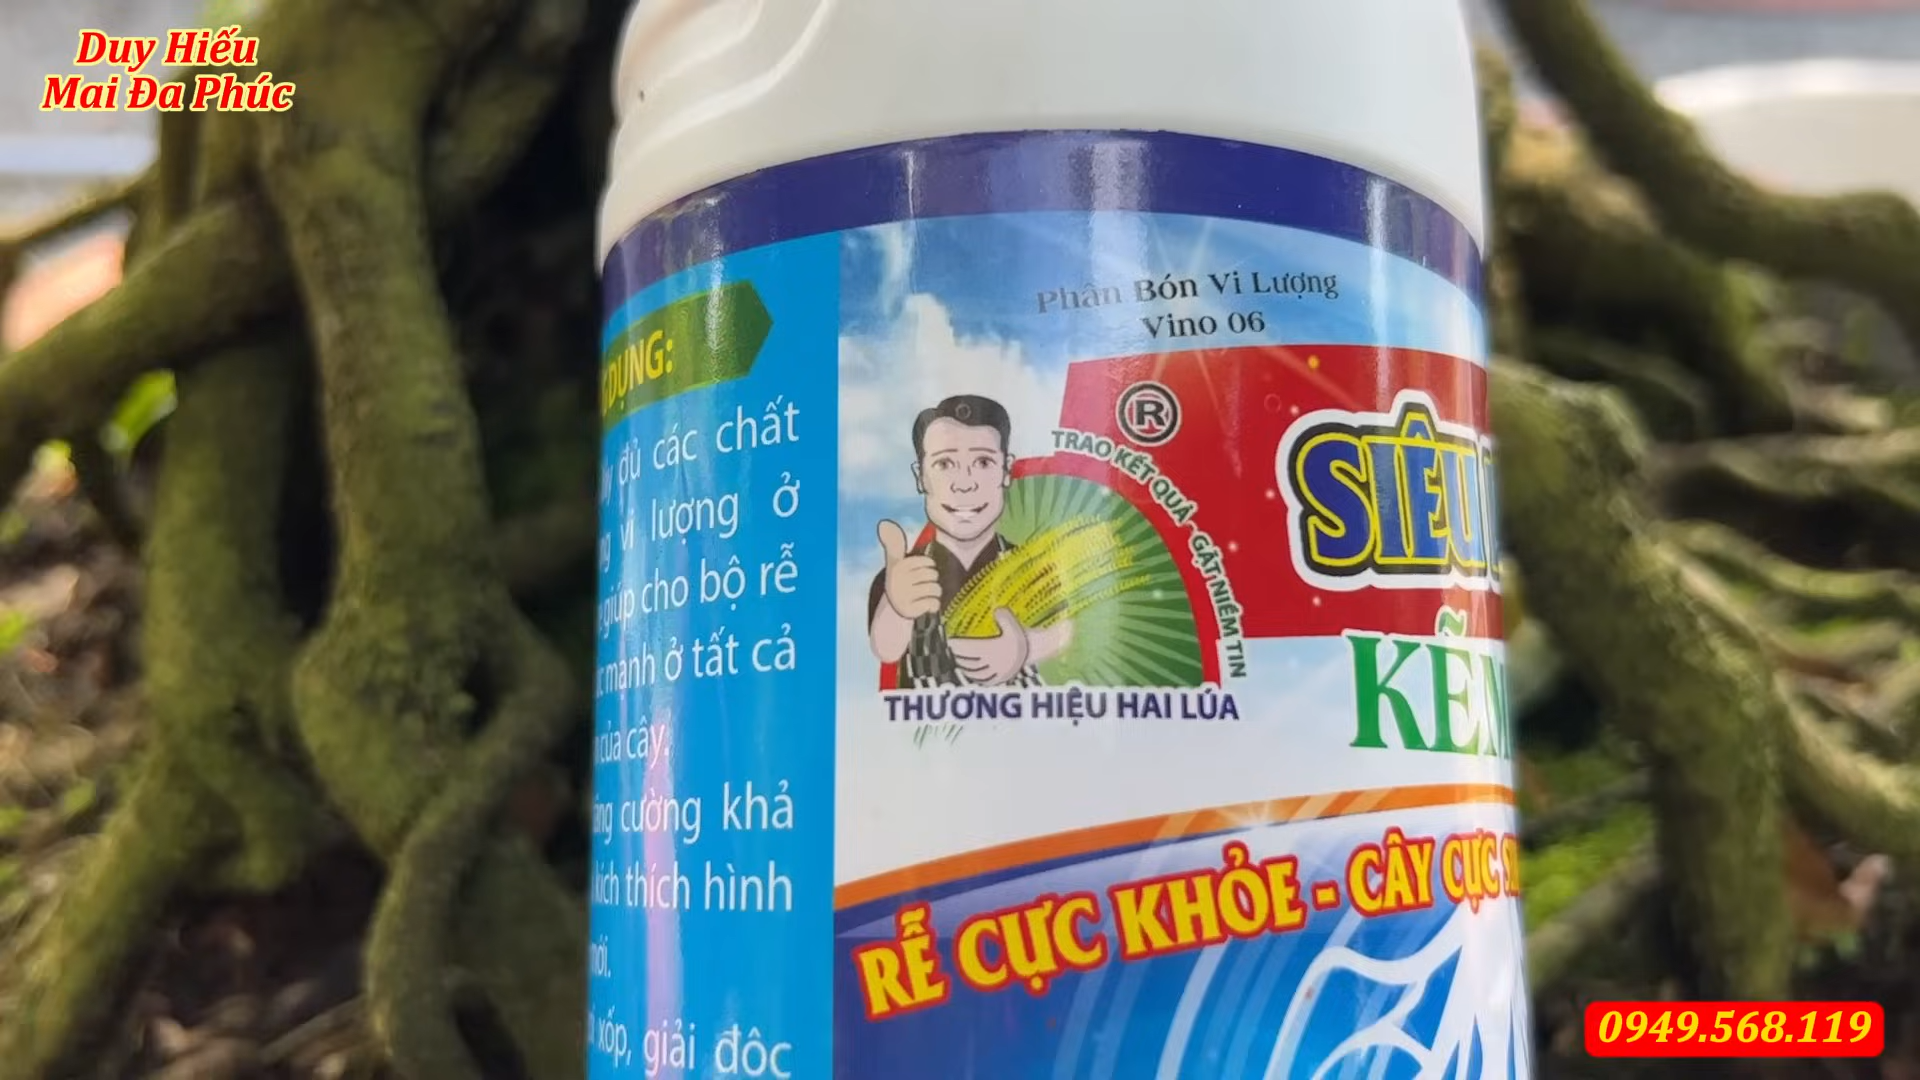 Duy Hiếu
Mai Đa Phúc
DỤNG:
đủ các chất
vi lượng ở
giúp cho bộ rễ
mạnh ở tất cả
của cây.
cường khả
kích thích hình
xốp, giải độc
Phân Bón Vi Lượng
Vino 06
®
TRAO KẾT QUẢ - GẶT NIỀM TIN
THƯƠNG HIỆU HAI LÚA
SIÊU
KẼM
RỄ CỰC KHỎE - CÂY CỰC
0949.568.119